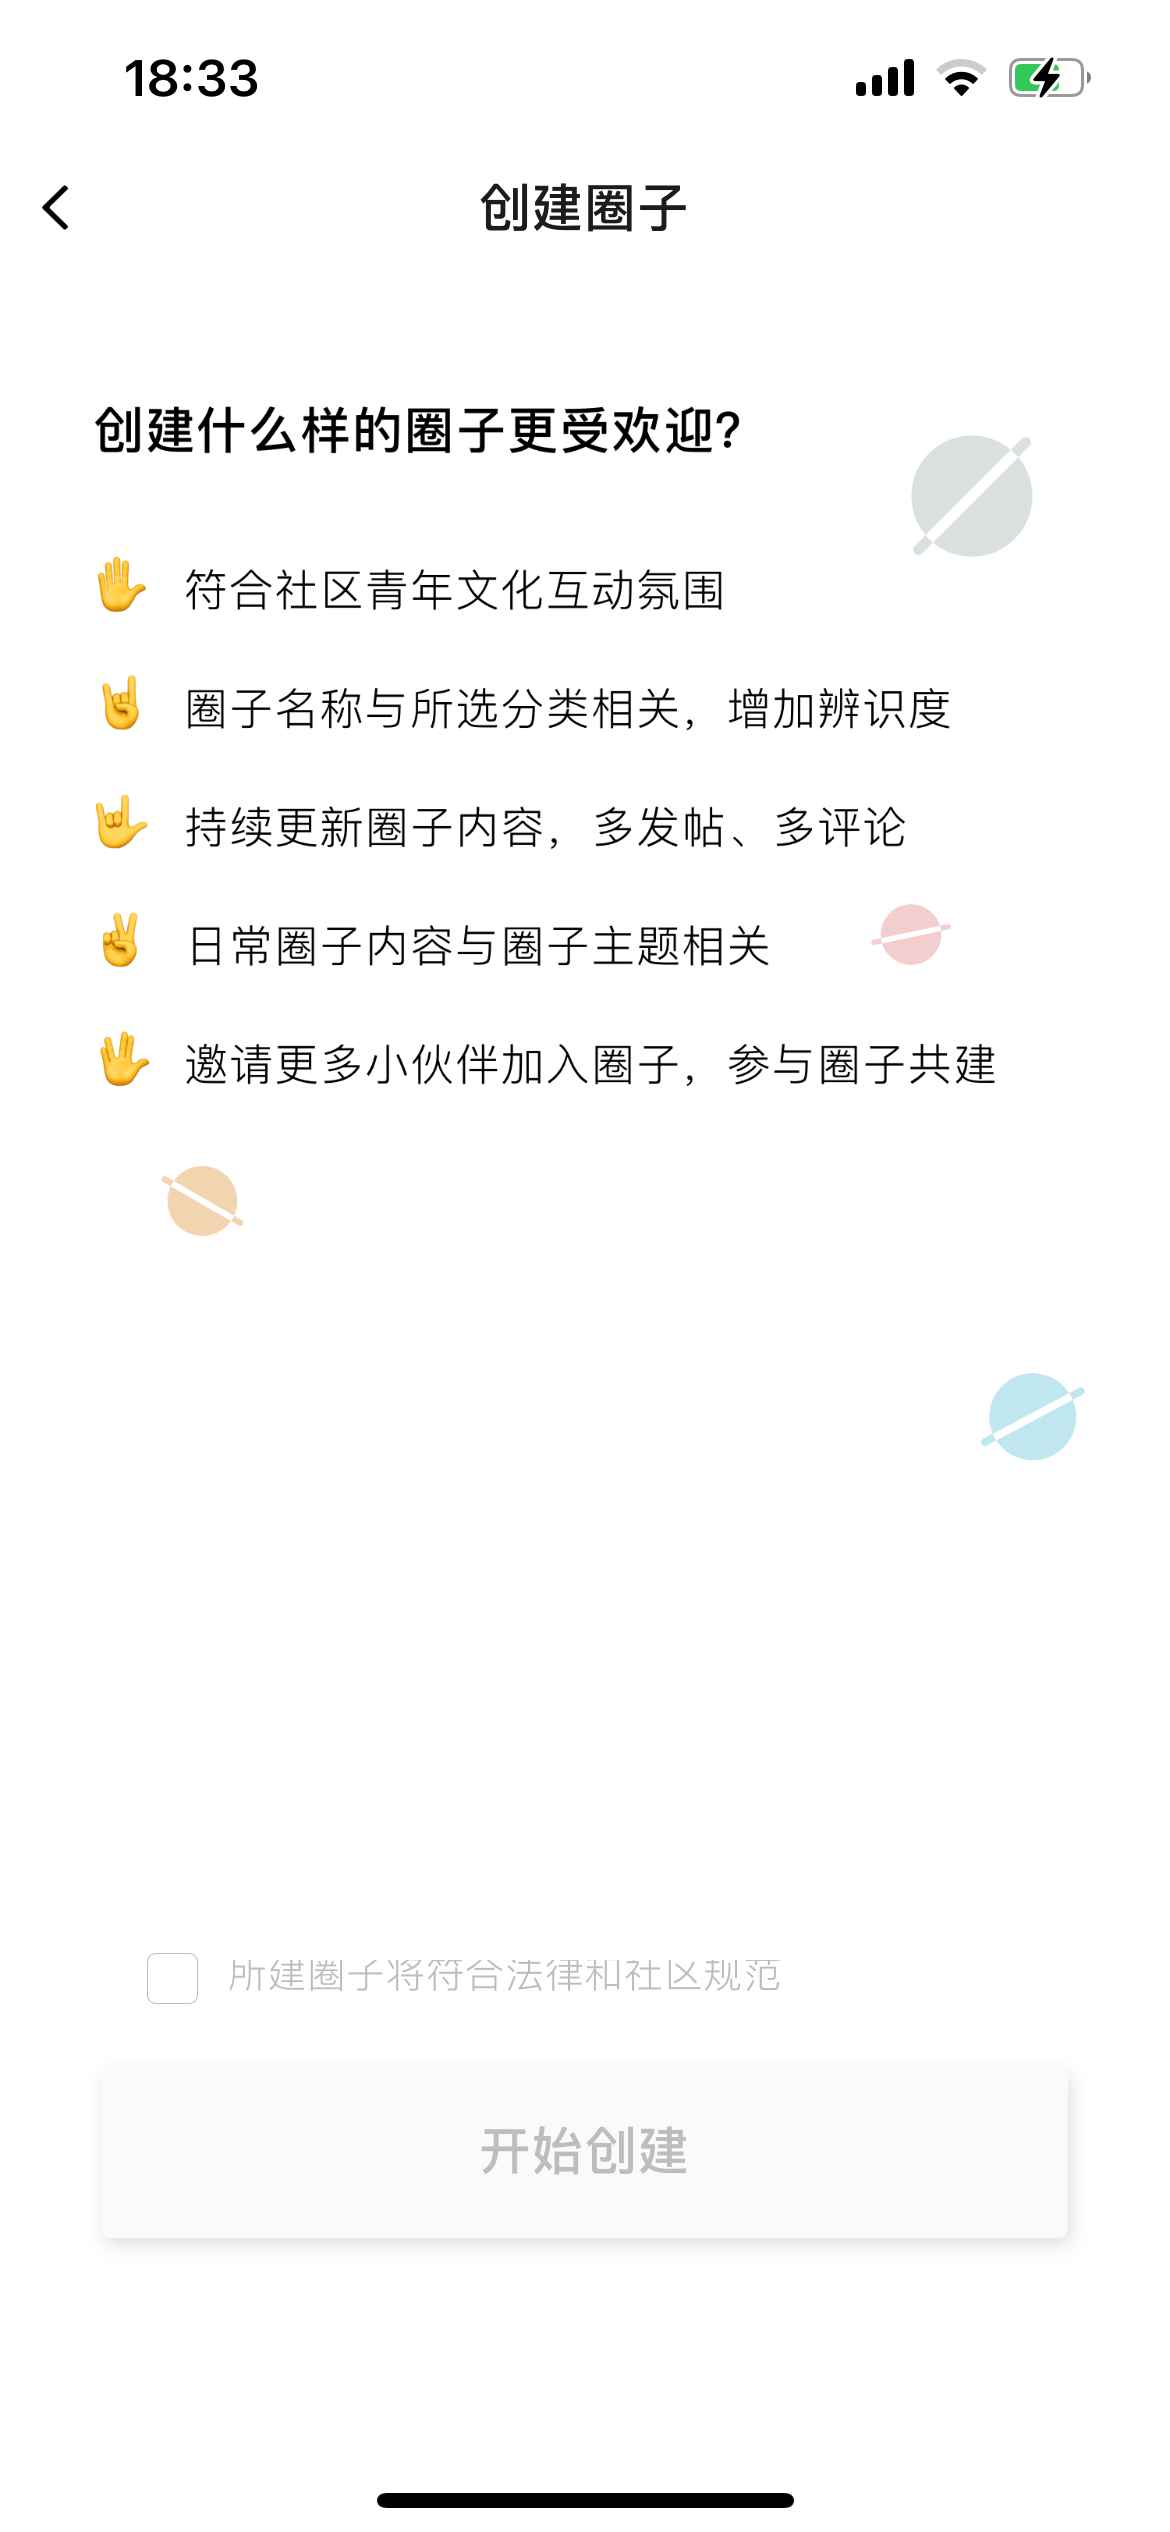 18:33
创建圈子
创建什么样的圈子更受欢迎?
符合社区青年文化互动氛围
圈子名称与所选分类相关，增加辨识度
持续更新圈子内容，多发帖、多评论
日常圈子内容与圈子主题相关
邀请更多小伙伴加入圈子，参与圈子共建
所建圈子将符合法律和社区规范
开始创建